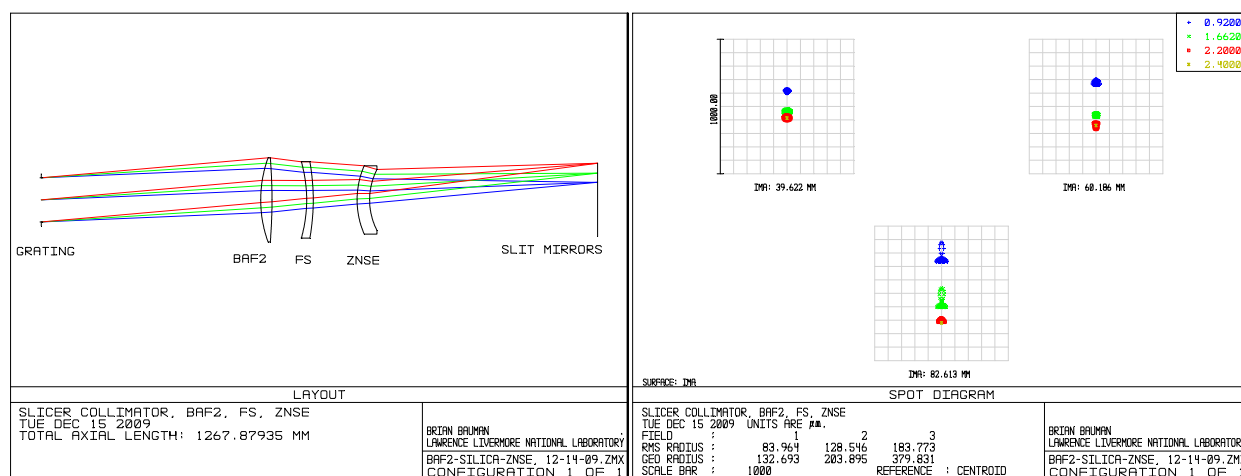 GRATING
BAF2
FS
ZNSE
SLIT MIRRORS
LAYOUT
SLICER COLLIMATOR, BAF2, FS, ZNSE
TUE DEC 15 2009
TOTAL AXIAL LENGTH: 1267.87935 MM
BRIAN BAUMAN
LAWRENCE LIVERMORE NATIONAL LABORATORY
BAF2-SILICA-ZNSE, 12-14-09.ZMX
CONFIGURATION 1 OF 1
0.9200
1.6620
2.2000
2.4000
1000.00
IMA: 39.622 MM
IMA: 60.186 MM
IMA: 82.613 MM
SURFACE: IMA
SPOT DIAGRAM
SLICER COLLIMATOR, BAF2, FS, ZNSE
TUE DEC 15 2009 UNITS ARE µm.
FIELD : 1 2 3
RMS RADIUS : 83.964 128.546 183.773
GEO RADIUS : 132.693 203.895 379.831
SCALE BAR : 1000 REFERENCE : CENTROID
BRIAN BAUMAN
LAWRENCE LIVERMORE NATIONAL LABORATORY
BAF2-SILICA-ZNSE, 12-14-09.ZM
CONFIGURATION 1 OF